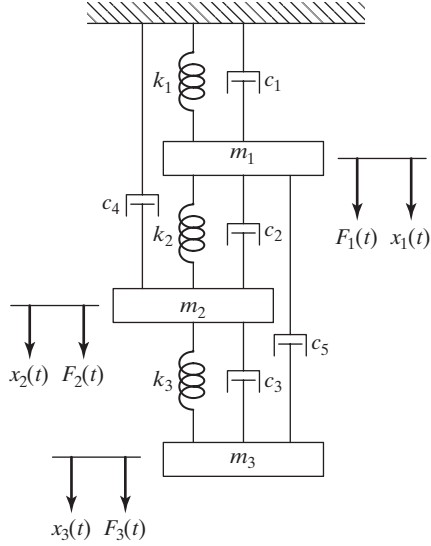 k₁
c₁
m₁
c₄
k₂
c₂
F₁(t)
x₁(t)
m₂
c₅
x₂(t)
F₂(t)
k₃
c₃
m₃
x₃(t)
F₃(t)